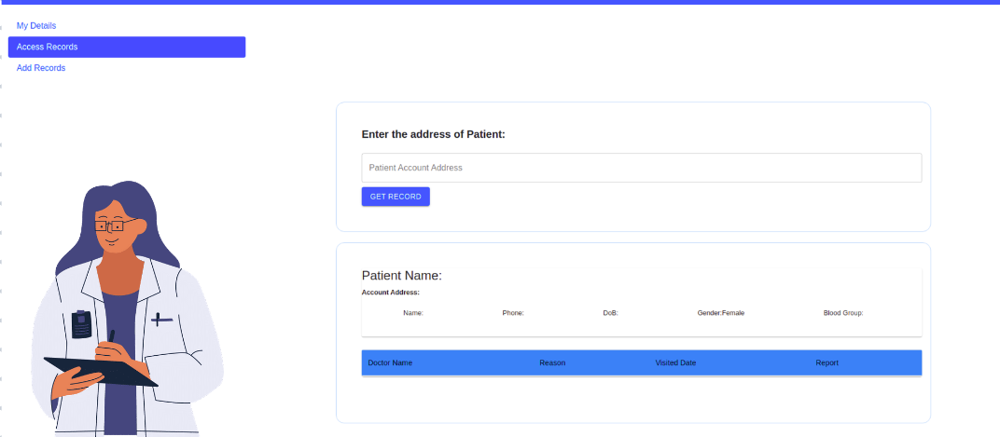 My Details
Access Records
Add Records
Enter the address of Patient:
Patient Account Address
GET RECORD
Patient Name:
Account Address:
Name: Phone: DoB: Gender:Female Blood Group:
Doctor Name Reason Visited Date Report